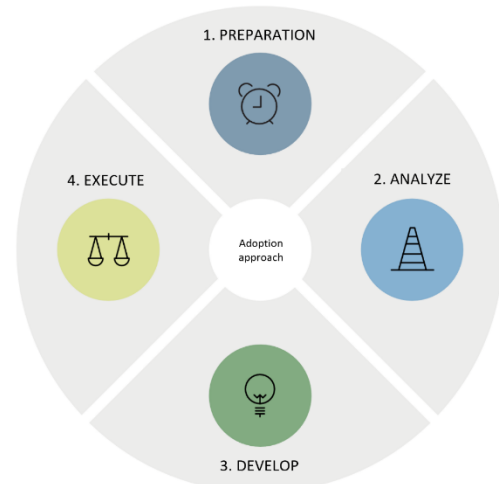 1. PREPARATION
2. ANALYZE
4. EXECUTE
Adoption
approach
3. DEVELOP